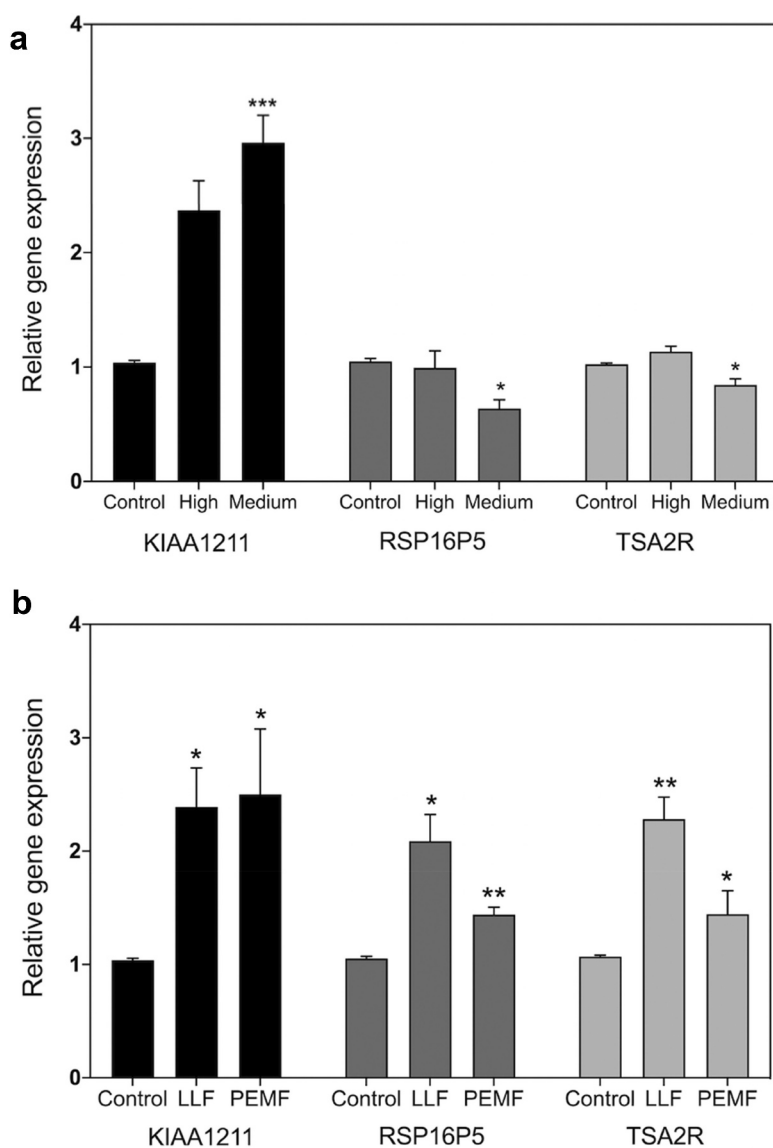 a
Relative gene expression
4
3
2
1
0
***
*
*
Control High Medium Control High Medium Control High Medium
KIAA1211 RSP16P5 TSA2R
b
Relative gene expression
4
3
2
1
0
* * * ** ** *
Control LLF PEMF Control LLF PEMF Control LLF PEMF
KIAA1211 RSP16P5 TSA2R